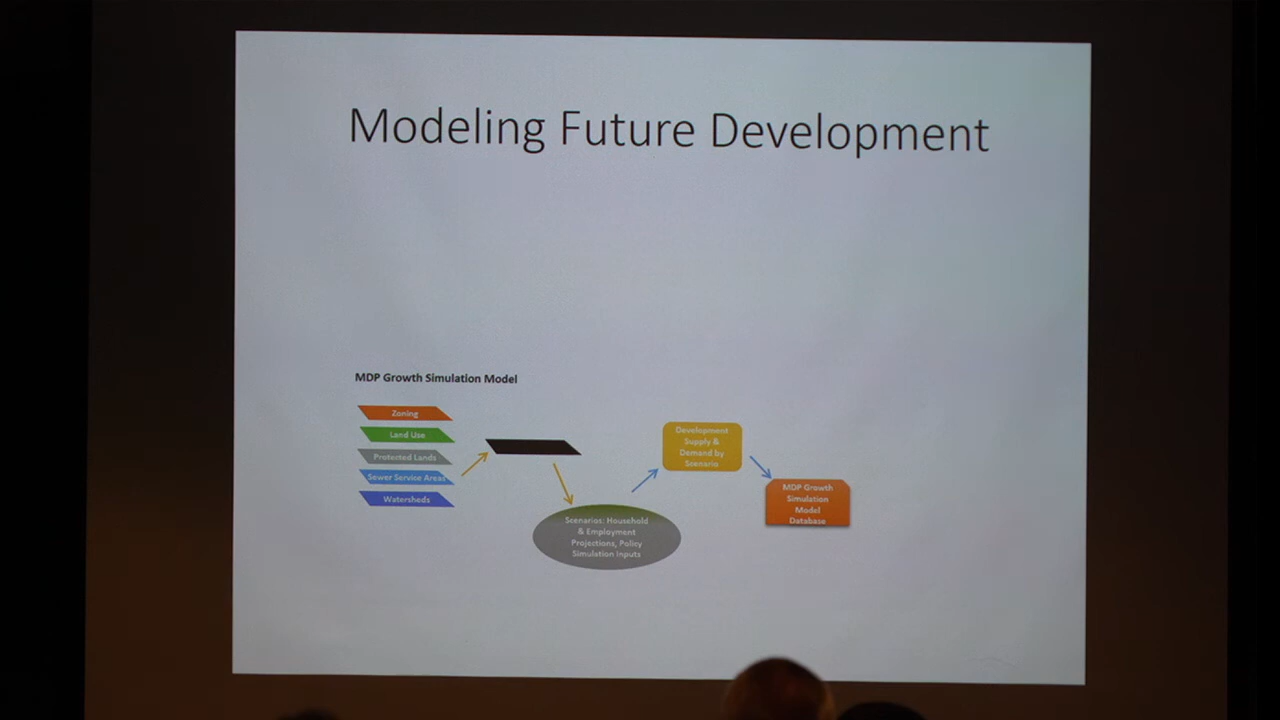 Modeling Future Development
MDP Growth Simulation Model
Zoning
Land Use
Protected Lands
Sewer Service Areas
Watersheds
Scenarios: Household
& Employment
Projections, Policy
Simulation Inputs
Development
Supply &
Demand by
Scenario
MDP Growth
Simulation
Model
Database